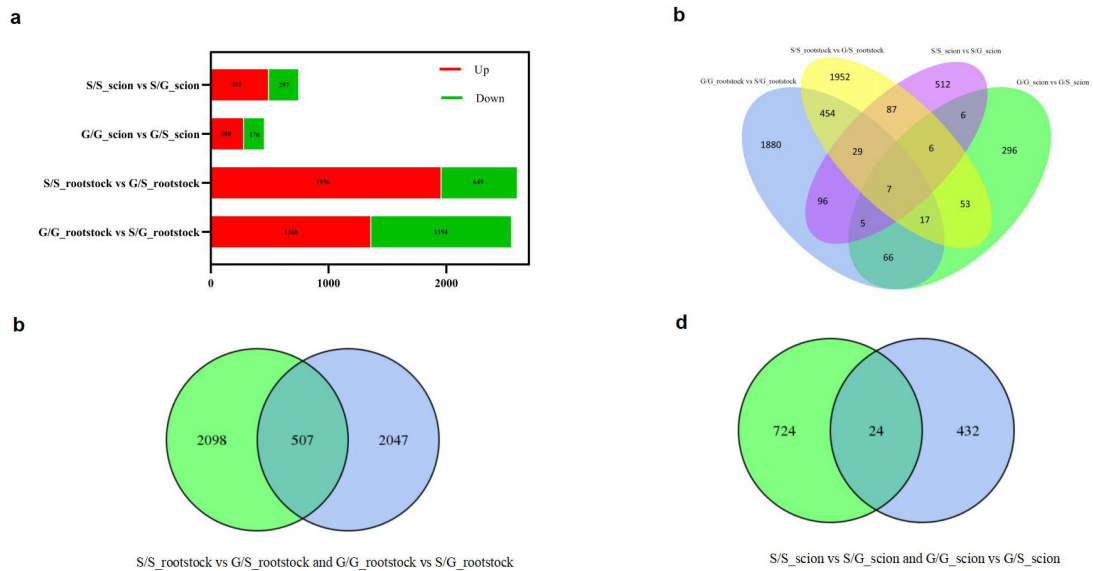 a
Up
Down
S/S_scion vs S/G_scion
491 257
G/G_scion vs G/S_scion
280 176
S/S_rootstock vs G/S_rootstock
1956 649
G/G_rootstock vs S/G_rootstock
1360 1194
0 1000 2000
b
S/S_rootstock vs G/S_rootstock
S/S_scion vs S/G_scion
G/G_rootstock vs S/G_rootstock
G/G_scion vs G/S_scion
1952
512
454
87
6
1880
29
6
296
7
96
5
17
53
66
b
2098 507 2047
S/S_rootstock vs G/S_rootstock and G/G_rootstock vs S/G_rootstock
d
724 24 432
S/S_scion vs S/G_scion and G/G_scion vs G/S_scion